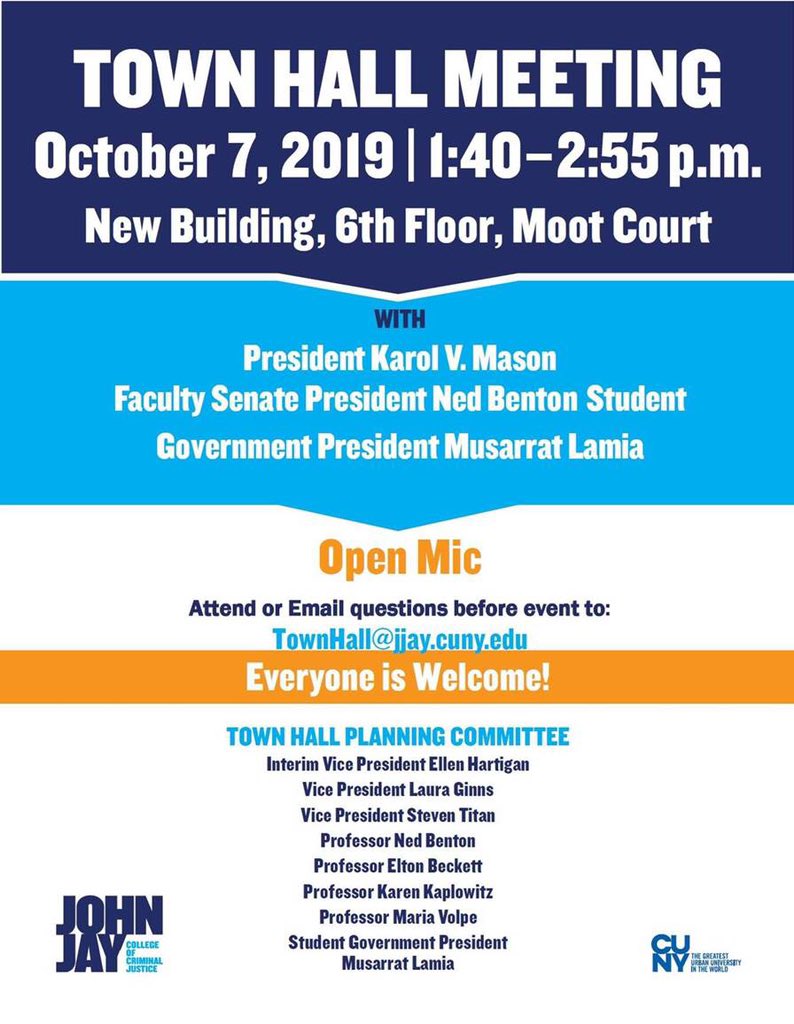 TOWN HALL MEETING
October 7, 2019 | 1:40–2:55 p.m.
New Building, 6th Floor, Moot Court
WITH
President Karol V. Mason
Faculty Senate President Ned Benton Student
Government President Musarrat Lamia
Open Mic
Attend or Email questions before event to:
TownHall@jjay.cuny.edu
Everyone is Welcome!
TOWN HALL PLANNING COMMITTEE
Interim Vice President Ellen Hartigan
Vice President Laura Ginns
Vice President Steven Titan
Professor Ned Benton
Professor Elton Beckett
Professor Karen Kaplowitz
Professor Maria Volpe
Student Government President
Musarrat Lamia
JOHN
JAY
COLLEGE
OF
CRIMINAL
JUSTICE
CU
NY
THE GREATEST
URBAN UNIVERSITY
IN THE WORLD